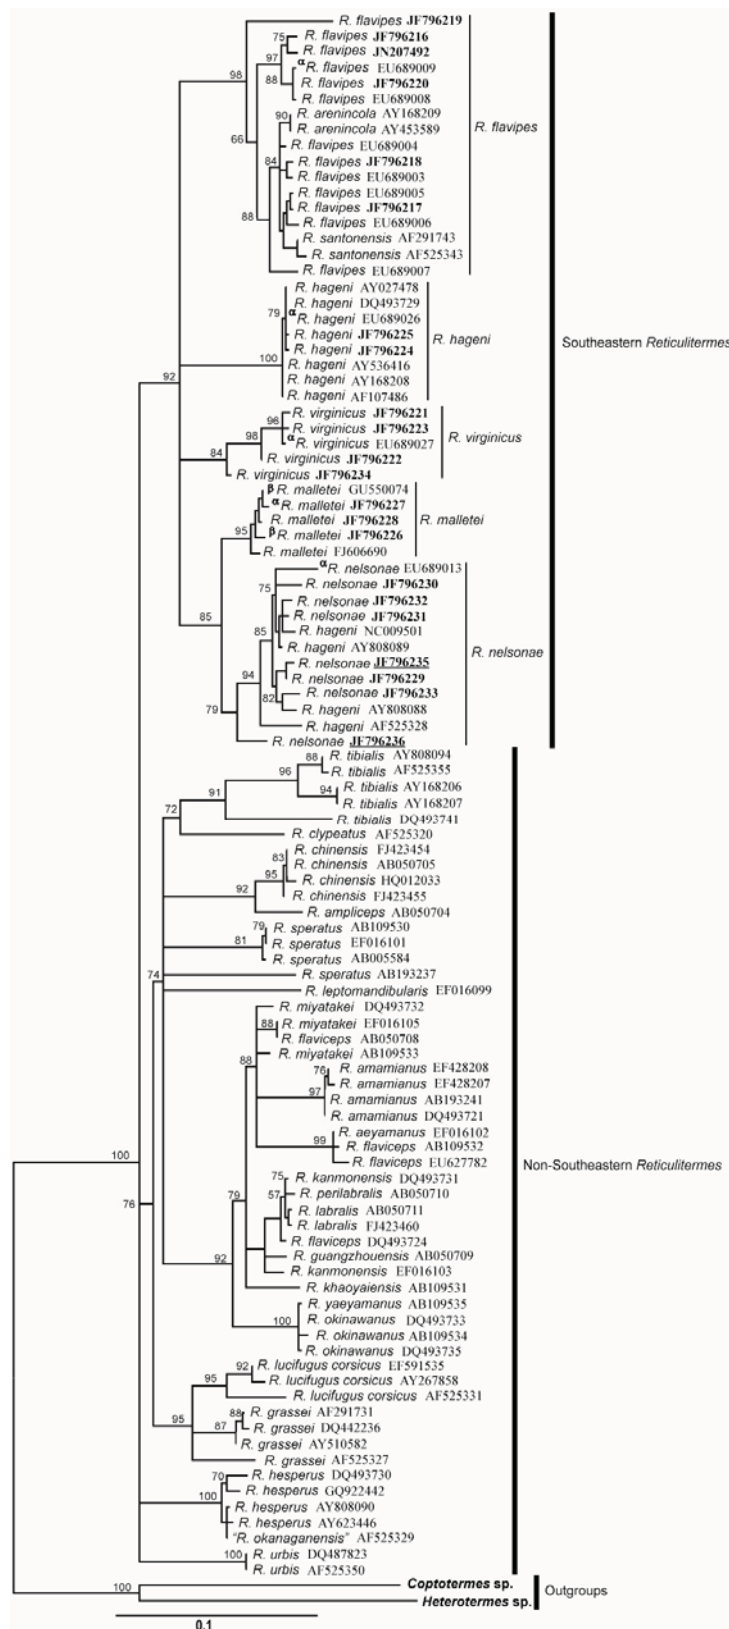 R. flavipes JF796219
75 R. flavipes JF796216
R. flavipes JN207492
97
α R. flavipes EU689009
98
88 R. flavipes JF796220
R. flavipes EU689008
90 R. arenicola AY168209
R. arenicola AY453589
R. flavipes
66
R. flavipes EU689004
84 R. flavipes JF796218
R. flavipes EU689003
R. flavipes EU689005
R. flavipes JF796217
88
R. flavipes EU689006
R. santonensis AF291743
R. santonensis AF525343
R. flavipes EU689007
R. hageni AY027478
R. hageni DQ493729
79 α R. hageni EU689026
R. hageni JF796225
R. hageni
Southeastern Reticulitermes
R. hageni JF796224
100
R. hageni AY536416
R. hageni AY168208
92
R. hageni AF107486
R. virginicus JF796221
96
R. virginicus JF796223
R. virginicus
98 α R. virginicus EU689027
84
R. virginicus JF796222
R. virginicus JF796234
β R. malletei GU550074
α R. malletei JF796227
R. malletei JF796228
R. malletei
95
β R. malletei JF796226
R. malletei FJ606690
α R. nelsonae EU689013
75
R. nelsonae JF796230
R. nelsonae JF796232
R. nelsonae JF796231
85
85 R. hageni NC009501
R. hageni AY808089
R. nelsonae
R. nelsonae JF796235
94 R. nelsonae JF796229
82 R. nelsonae JF796233
79 R. hageni AY808088
R. hageni AF525328
R. nelsonae JF796236
88 R. tibialis AY808094
96 R. tibialis AF525355
94 R. tibialis AY168206
91
R. tibialis AY168207
72
R. tibialis DQ493741
R. clypeatus AF525320
R. chinensis FJ423454
83 R. chinensis AB050705
95
R. chinensis HQ012033
92
R. chinensis FJ423455
R. ampliceps AB050704
79 R. speratus AB109530
81 R. speratus EF016101
R. speratus AB005584
74
R. speratus AB193237
R. leptomandibularis EF016099
R. miyatakei DQ493732
88 R. miyatakei EF016105
R. flaviceps AB050708
R. miyatakei AB109533
88
76 R. amamianus EF428208
R. amamianus EF428207
97
R. amamianus AB193241
R. amamianus DQ493721
R. aeyamanus EF016102
99 R. flaviceps AB109532
R. flaviceps EU627782
100
Non-Southeastern Reticulitermes
75 R. kanmonensis DQ493731
57 R. perilabralis AB050710
79
76
R. labralis AB050711
R. labralis FJ423460
R. flaviceps DQ493724
R. guangzhouensis AB050709
92
R. kanmonensis EF016103
R. khaoyaiensis AB109531
R. yaeyamanus AB109535
R. okinawanus DQ493733
100
R. okinawanus AB109534
R. okinawanus DQ493735
92 R. lucifugus corsicus EF591535
95 R. lucifugus corsicus AY267858
R. lucifugus corsicus AF525331
88 R. grassei AF291731
95
87 R. grassei DQ442236
R. grassei AY510582
R. grassei AF525327
70 R. hesperus DQ493730
R. hesperus GQ922442
100
R. hesperus AY808090
R. hesperus AY623446
"R. okanaganensis" AF525329
100 R. urbis DQ487823
R. urbis AF525350
Coptotermes sp.
100
Outgroups
Heterotermes sp.
0.1